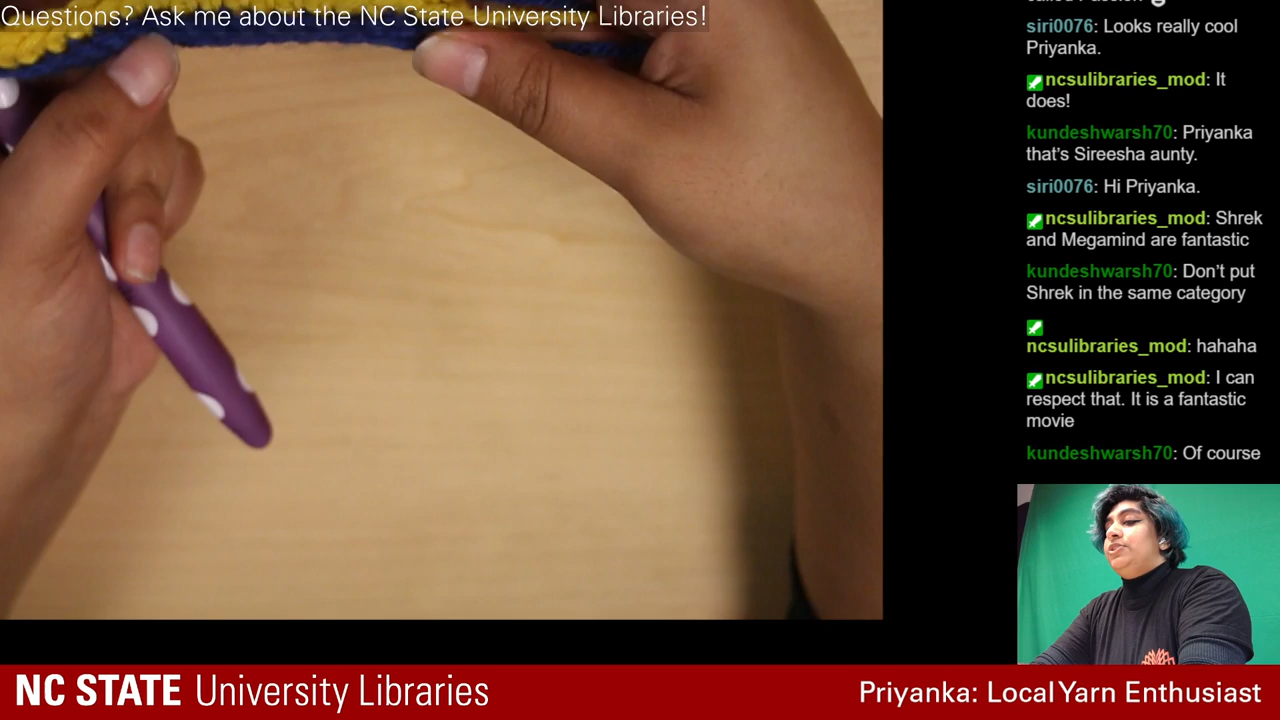 Questions? Ask me about the NC State University Libraries!
siri0076: Looks really cool
Priyanka.
ncsulibraries_mod: It
does!
kundeshwarsh70: Priyanka
that's Sireesha aunty.
siri0076: Hi Priyanka.
ncsulibraries_mod: Shrek
and Megamind are fantastic
kundeshwarsh70: Don't put
Shrek in the same category
ncsulibraries_mod: hahaha
ncsulibraries_mod: I can
respect that. It is a fantastic
movie
kundeshwarsh70: Of course
NC STATE University Libraries
Priyanka: Local Yarn Enthusiast